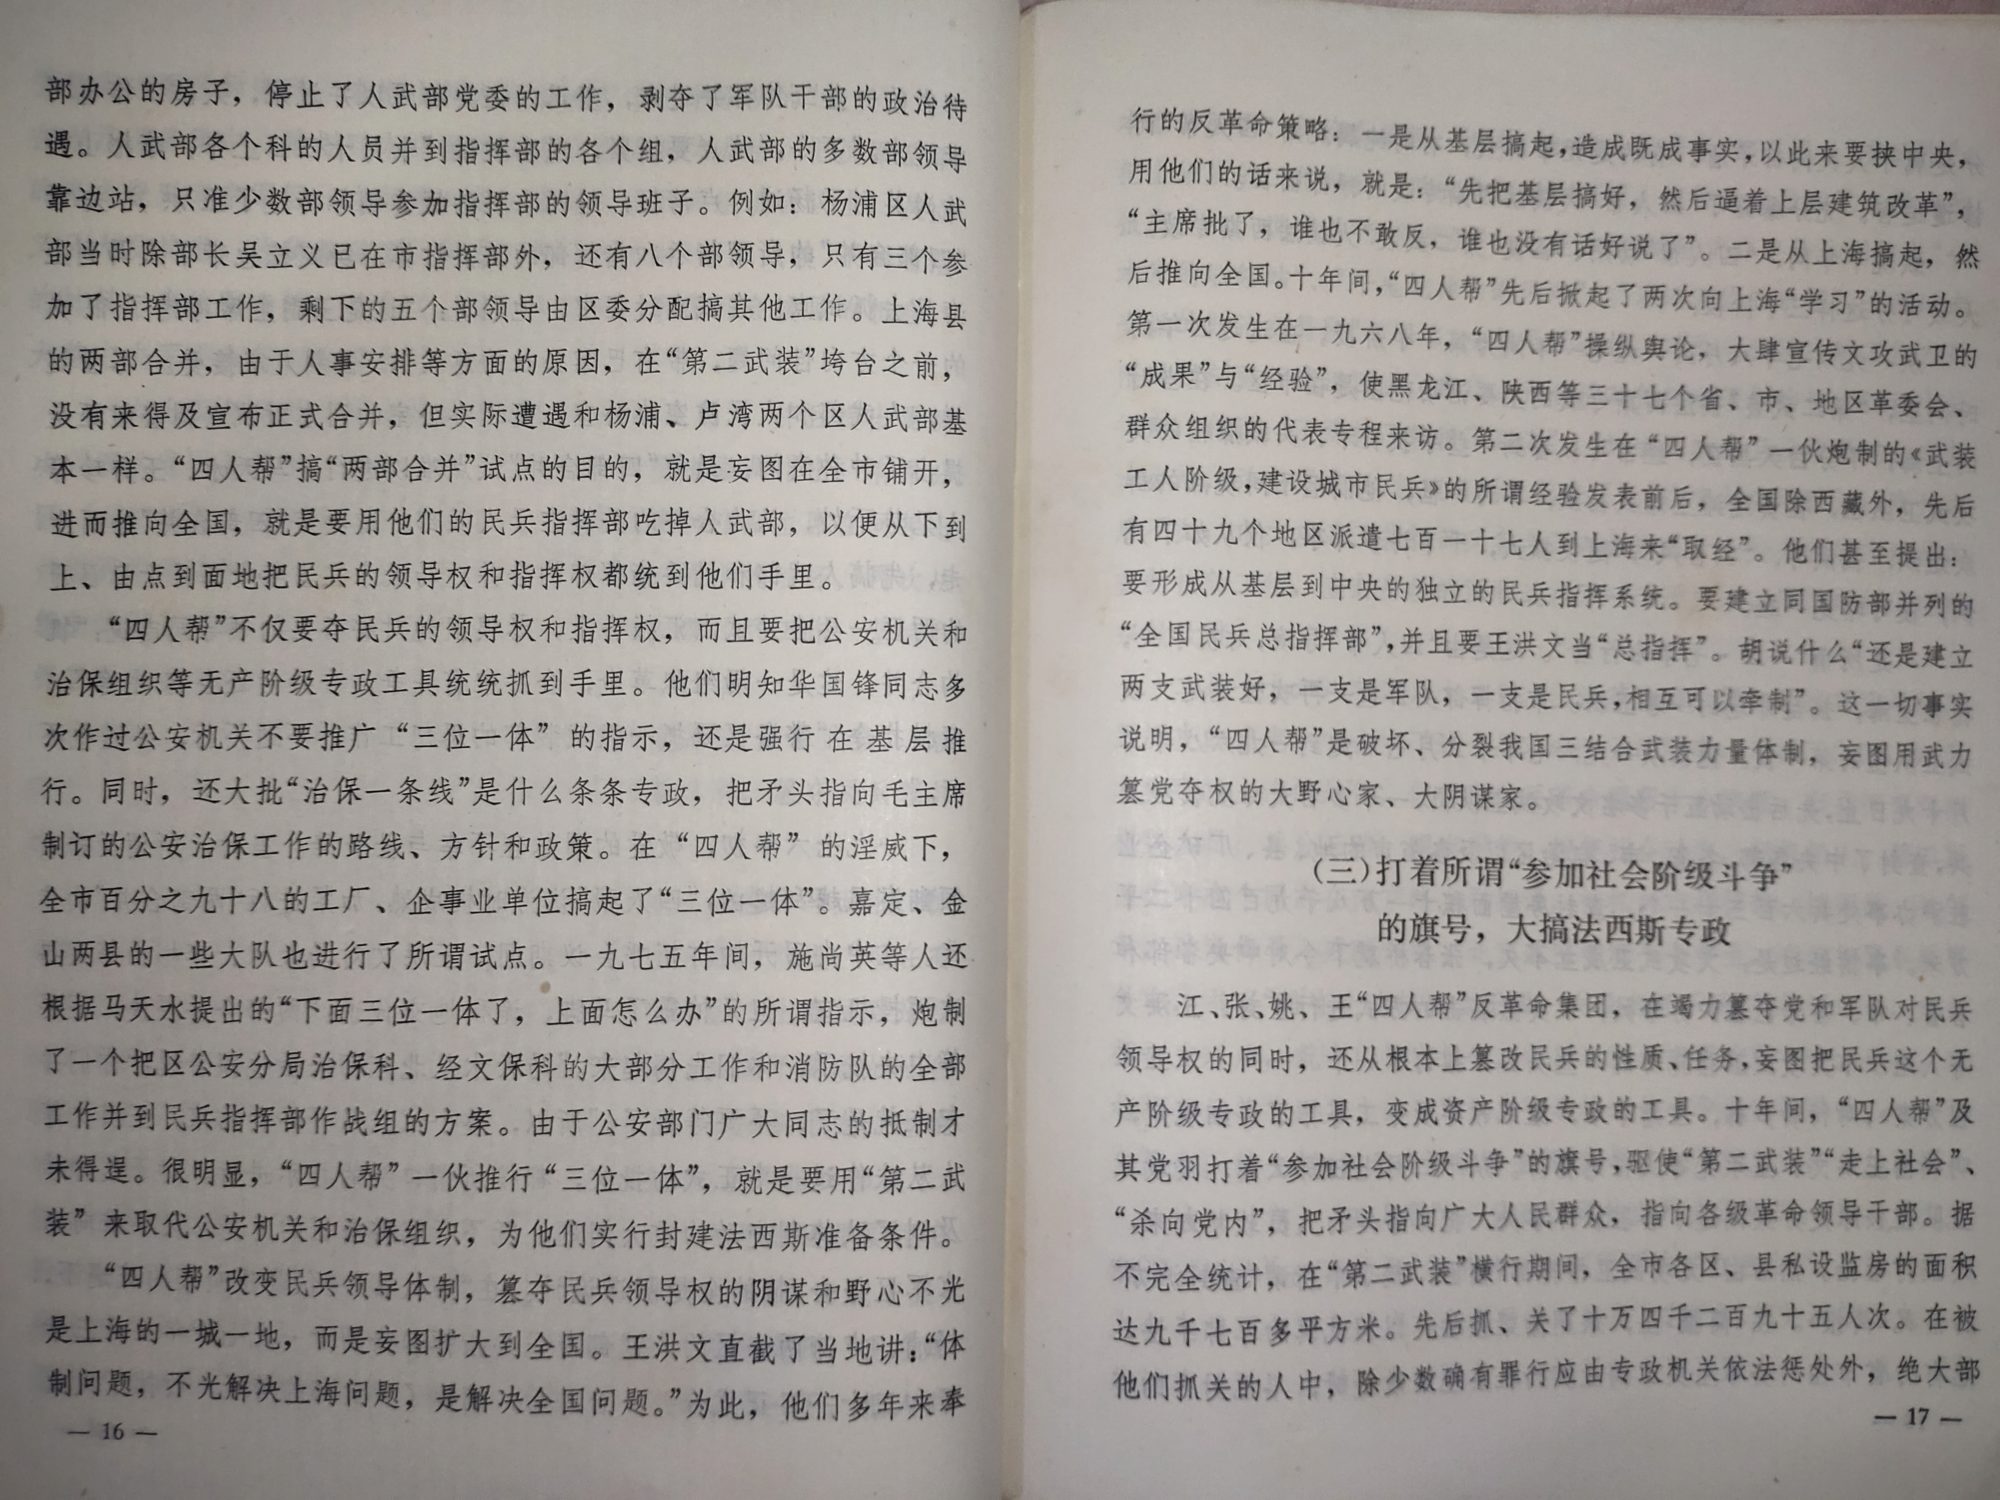 部办公的房子，停止了人武部党委的工作，剥夺了军队干部的政治待
遇。人武部各个科的人员并到指挥部的各个组，人武部的多数部领导
靠边站，只准少数部领导参加指挥部的领导班子。例如：杨浦区人武
部当时除部长吴立义已在市指挥部外，还有八个部领导，只有三个参
加了指挥部工作，剩下的五个部领导由区委分配搞其他工作。上海县
的两部合并，由于人事安排等方面的原因，在“第二武装”垮台之前，
没有来得及宣布正式合并，但实际遭遇和杨浦、卢湾两个区人武部基
本一样。“四人帮”搞“两部合并”试点的目的，就是妄图在全市铺开，
进而推向全国，就是要用他们的民兵指挥部吃掉人武部，以便从下到
上、由点到面地把民兵的领导权和指挥权都统到他们手里。
“四人帮”不仅要夺民兵的领导权和指挥权，而且要把公安机关和
治保组织等无产阶级专政工具统统抓到手里。他们明知华国锋同志多
次作过公安机关不要推广“三位一体”的指示，还是强行在基层推
行。同时，还大批“治保一条线”是什么条条专政，把矛头指向毛主席
制订的公安治保工作的路线、方针和政策。在“四人帮”的淫威下，
全市百分之九十八的工厂、企事业单位搞起了“三位一体”。嘉定、金
山两县的一些大队也进行了所谓试点。一九七五年间，施尚英等人还
根据马天水提出的“下面三位一体了，上面怎么办”的所谓指示，炮制
了一个把区公安分局治保科、经文保科的大部分工作和消防队的全部
工作并到民兵指挥部作战组的方案。由于公安部门广大同志的抵制才
未得逞。很明显，“四人帮”一伙推行“三位一体”，就是要用“第二武
装”来取代公安机关和治保组织，为他们实行封建法西斯准备条件。
“四人帮”改变民兵领导体制，篡夺民兵领导权的阴谋和野心不光
是上海的一城一地，而是妄图扩大到全国。王洪文直截了当地讲：“体
制问题，不光解决上海问题，是解决全国问题。”为此，他们多年来奉
— 16 —
行的反革命策略：一是从基层搞起，造成既成事实，以此来要挟中央，
用他们的话来说，就是：“先把基层搞好，然后逼着上层建筑改革”，
“主席批了，谁也不敢反，谁也没有话好说了”。二是从上海搞起，然
后推向全国。十年间，“四人帮”先后掀起了两次向上海“学习”的活动。
第一次发生在一九六八年，“四人帮”操纵舆论，大肆宣传文攻武卫的
“成果”与“经验”，使黑龙江、陕西等三十七个省、市、地区革委会、
群众组织的代表专程来访。第二次发生在“四人帮”一伙炮制的《武装
工人阶级，建设城市民兵》的所谓经验发表前后，全国除西藏外，先后
有四十九个地区派遣七百一十七人到上海来“取经”。他们甚至提出：
要形成从基层到中央的独立的民兵指挥系统。要建立同国防部并列的
“全国民兵总指挥部”，并且要王洪文当“总指挥”。胡说什么“还是建立
两支武装好，一支是军队，一支是民兵，相互可以牵制”。这一切事实
说明，“四人帮”是破坏、分裂我国三结合武装力量体制，妄图用武力
篡党夺权的大野心家、大阴谋家。
（三）打着所谓“参加社会阶级斗争”
的旗号，大搞法西斯专政
江、张、姚、王“四人帮”反革命集团，在竭力篡夺党和军队对民兵
领导权的同时，还从根本上篡改民兵的性质、任务，妄图把民兵这个无
产阶级专政的工具，变成资产阶级专政的工具。十年间，“四人帮”及
其党羽打着“参加社会阶级斗争”的旗号，驱使“第二武装”“走上社会”、
“杀向党内”，把矛头指向广大人民群众，指向各级革命领导干部。据
不完全统计，在“第二武装”横行期间，全市各区、县私设监房的面积
达九千七百多平方米。先后抓、关了十万四千二百九十五人次。在被
他们抓关的人中，除少数确有罪行应由专政机关依法惩处外，绝大部
— 17 —